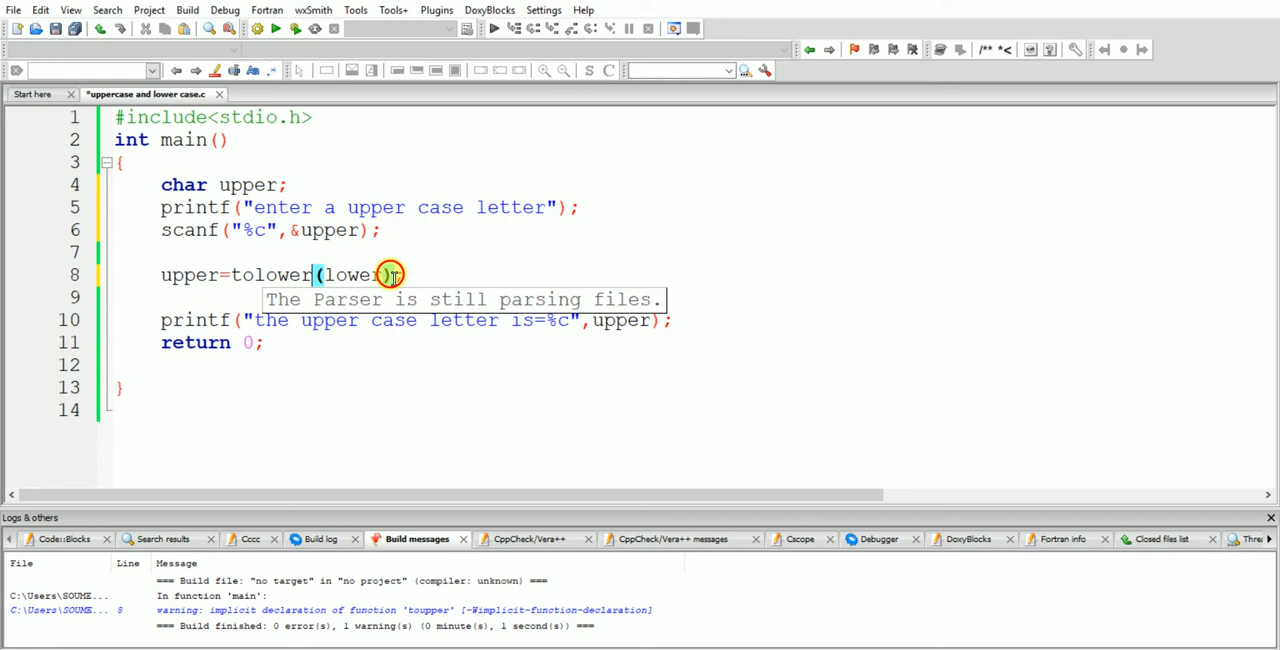 File Edit View Search Project Build Debug Fortran wxSmith Tools Tools+ Plugins DoxyBlocks Settings Help
/** *<
S C
Start here
*uppercase and lower case.c
1 #include<stdio.h>
2 int main()
3 {
4 char upper;
5 printf("enter a upper case letter");
6 scanf("%c",&upper);
7
8 upper=tolower(lower);
The Parser is still parsing files.
9
10 printf("the upper case letter is=%c",upper);
11 return 0;
12
13 }
14
Logs & others
Code::Blocks Search results Cccc Build log Build messages CppCheck/Vera++ CppCheck/Vera++ messages Cscope Debugger DoxyBlocks Fortran info Closed files list Thre
File Line Message
=== Build file: "no target" in "no project" (compiler: unknown) ===
C:\Users\SOUME... In function 'main':
C:\Users\SOUME... 8 warning: implicit declaration of function 'toupper' [-Wimplicit-function-declaration]
=== Build finished: 0 error(s), 1 warning(s) (0 minute(s), 1 second(s)) ===